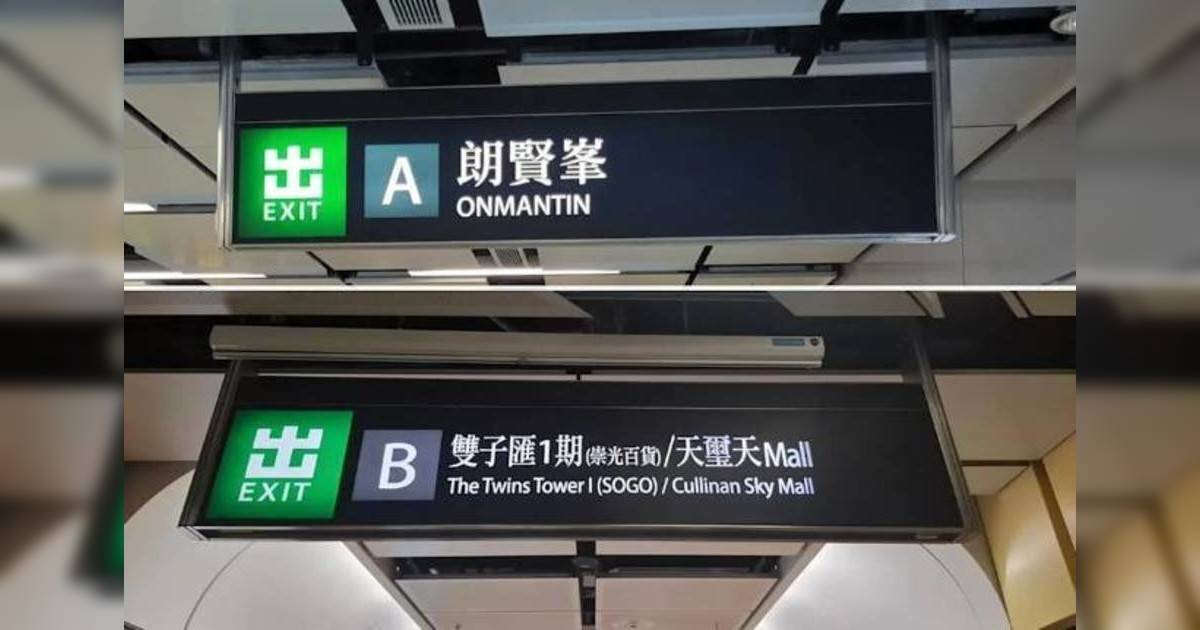 出
EXIT
A
朗賢峯
ONMANTIN
出
EXIT
B
雙子匯1期(崇光百貨)/天璽天Mall
The Twins Tower I (SOGO) / Cullinan Sky Mall